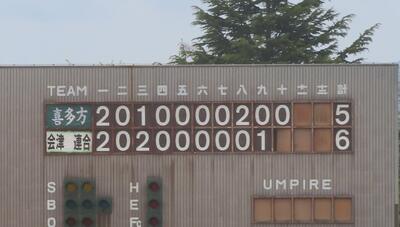 TEAM 一 二 三 四 五 六 七 八 九 十 十一 十二 計
喜多方 2 0 1 0 0 0 0 2 0 0 5
会津 連合 2 0 2 0 0 0 0 0 1 6
S H
B E UMPIRE
O Fc